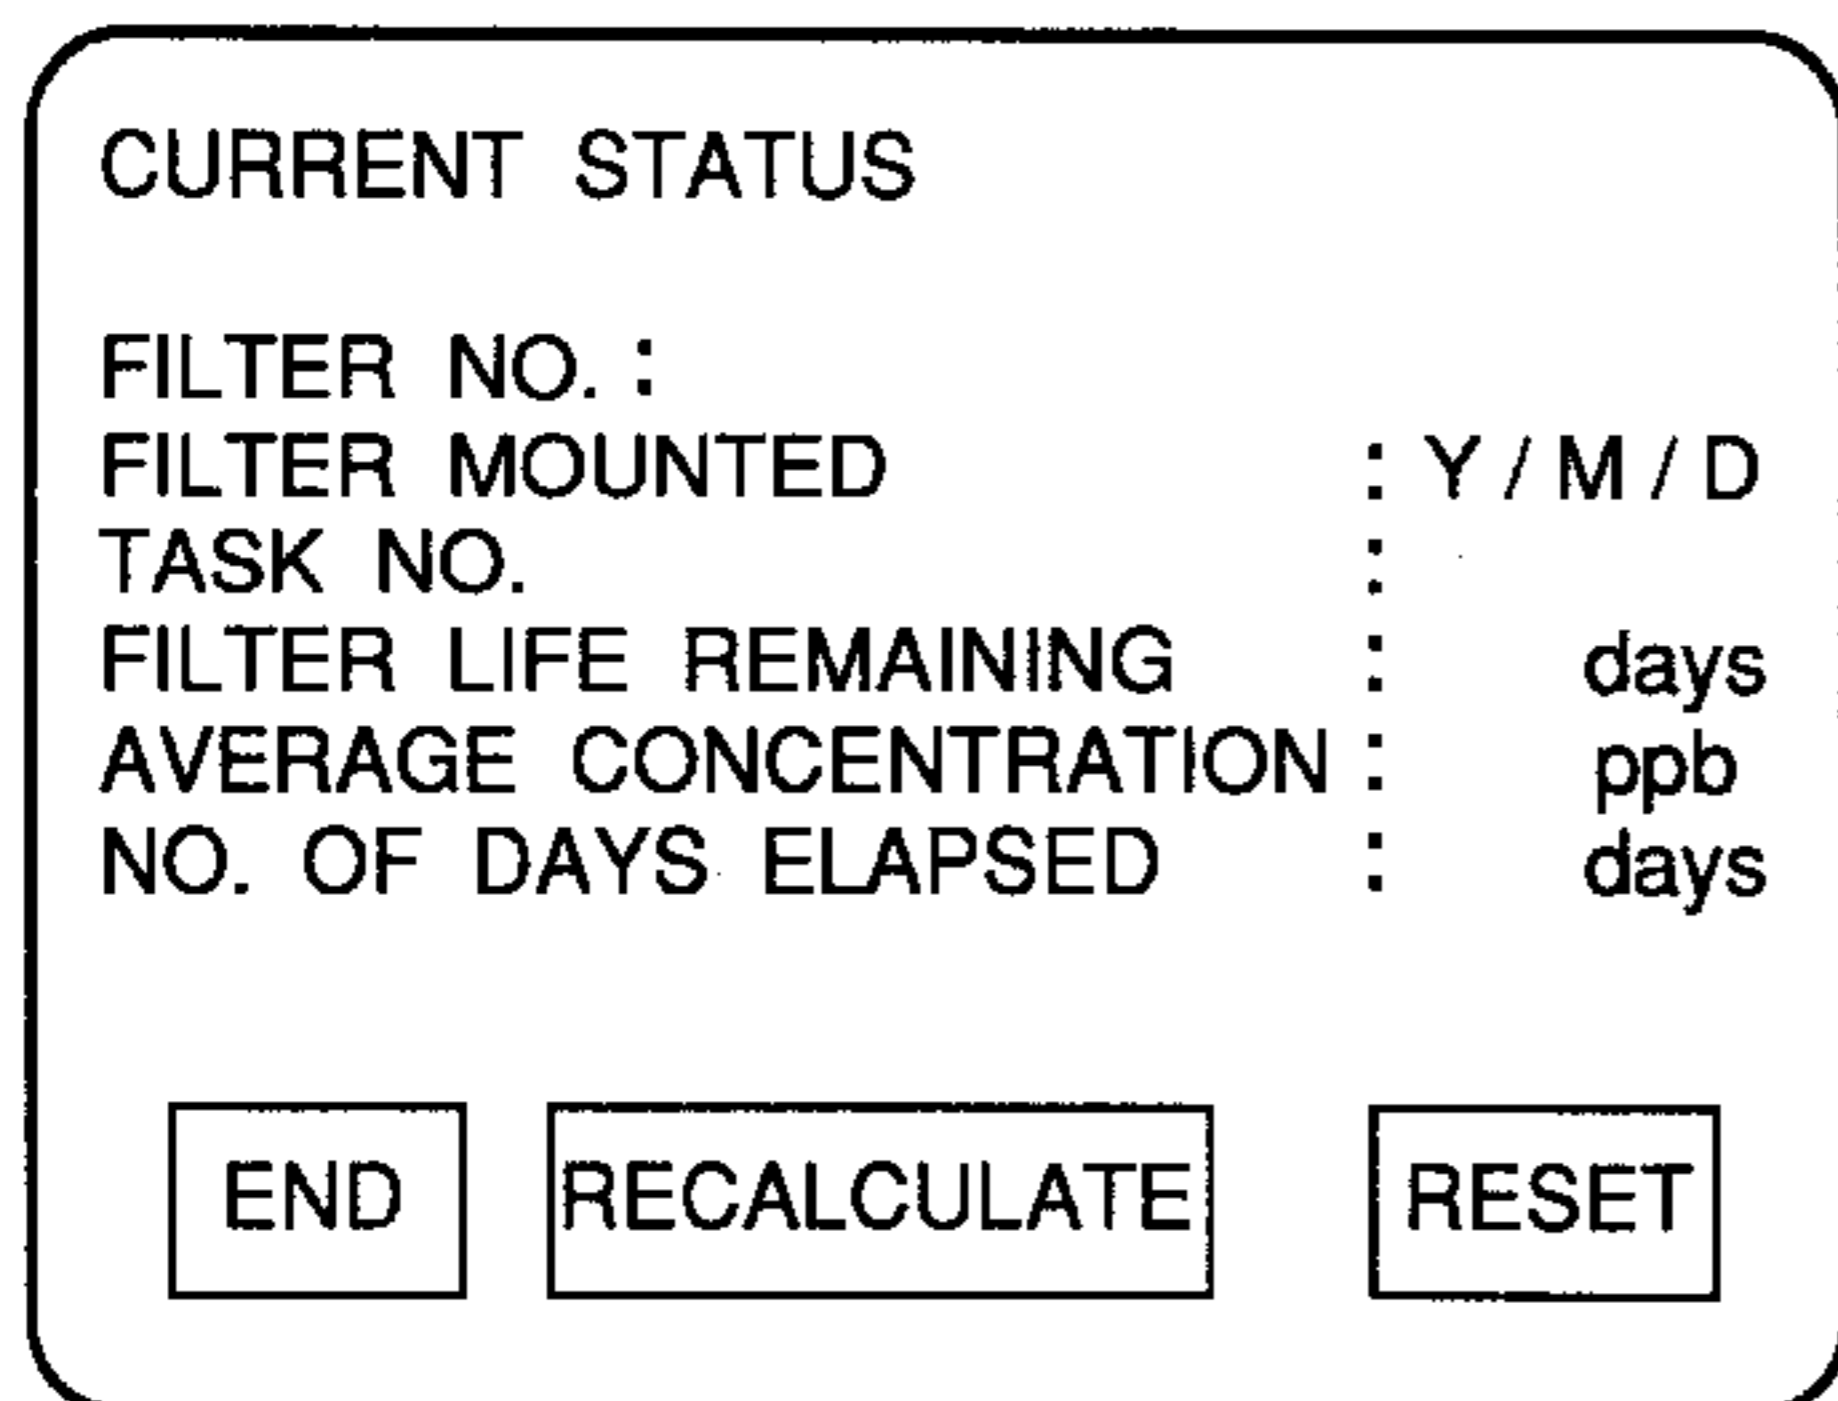 CURRENT STATUS
FILTER NO. :
FILTER MOUNTED : Y / M / D
TASK NO. :
FILTER LIFE REMAINING : days
AVERAGE CONCENTRATION : ppb
NO. OF DAYS ELAPSED : days
END RECALCULATE RESET